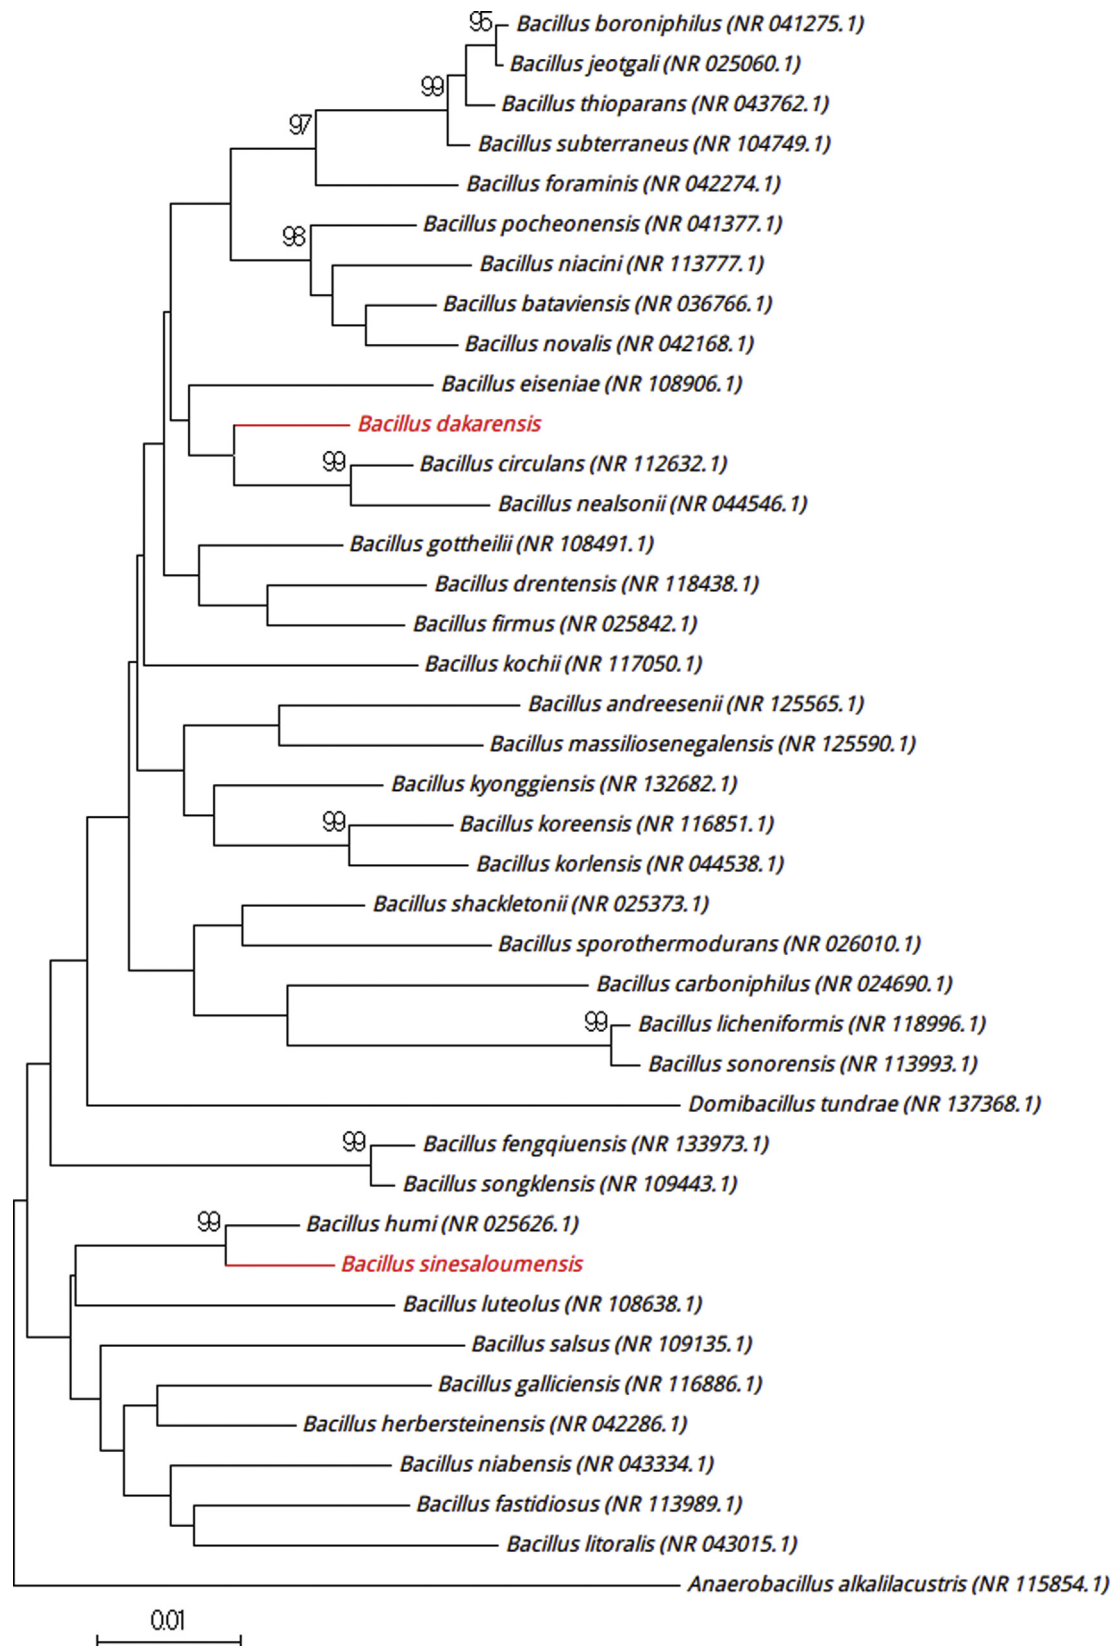 95
Bacillus boroniphilus (NR 041275.1)
Bacillus jeotgali (NR 025060.1)
99
Bacillus thioparans (NR 043762.1)
97
Bacillus subterraneus (NR 104749.1)
Bacillus foraminis (NR 042274.1)
98
Bacillus pocheonensis (NR 041377.1)
Bacillus niacini (NR 113777.1)
Bacillus bataviensis (NR 036766.1)
Bacillus novalis (NR 042168.1)
Bacillus eiseniae (NR 108906.1)
Bacillus dakarensis
99
Bacillus circulans (NR 112632.1)
Bacillus nealsonii (NR 044546.1)
Bacillus gottheilii (NR 108491.1)
Bacillus drentensis (NR 118438.1)
Bacillus firmus (NR 025842.1)
Bacillus kochii (NR 117050.1)
Bacillus andreesenii (NR 125565.1)
Bacillus massiliosenegalensis (NR 125590.1)
Bacillus kyonggiensis (NR 132682.1)
99
Bacillus koreensis (NR 116851.1)
Bacillus korlensis (NR 044538.1)
Bacillus shackletonii (NR 025373.1)
Bacillus sporothermodurans (NR 026010.1)
Bacillus carboniphilus (NR 024690.1)
99
Bacillus licheniformis (NR 118996.1)
Bacillus sonorensis (NR 113993.1)
Domibacillus tundrae (NR 137368.1)
99
Bacillus fengqiuensis (NR 133973.1)
Bacillus songklensis (NR 109443.1)
99
Bacillus humi (NR 025626.1)
Bacillus sinesaloumensis
Bacillus luteolus (NR 108638.1)
Bacillus salsus (NR 109135.1)
Bacillus galliciensis (NR 116886.1)
Bacillus herbersteinensis (NR 042286.1)
Bacillus niabensis (NR 043334.1)
Bacillus fastidiosus (NR 113989.1)
Bacillus litoralis (NR 043015.1)
Anaerobacillus alkalilacustris (NR 115854.1)
0.01